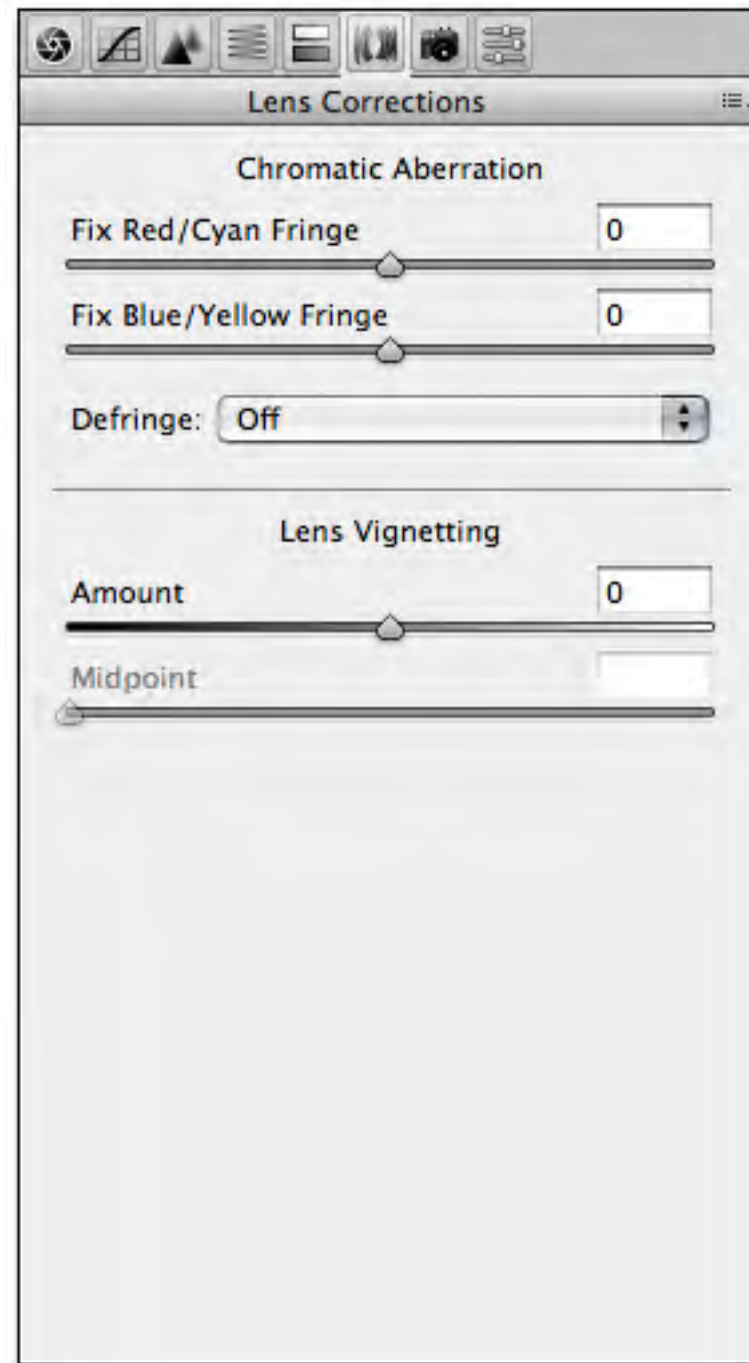 Lens Corrections
Chromatic Aberration
Fix Red/Cyan Fringe 0
Fix Blue/Yellow Fringe 0
Defringe: Off
Lens Vignetting
Amount 0
Midpoint